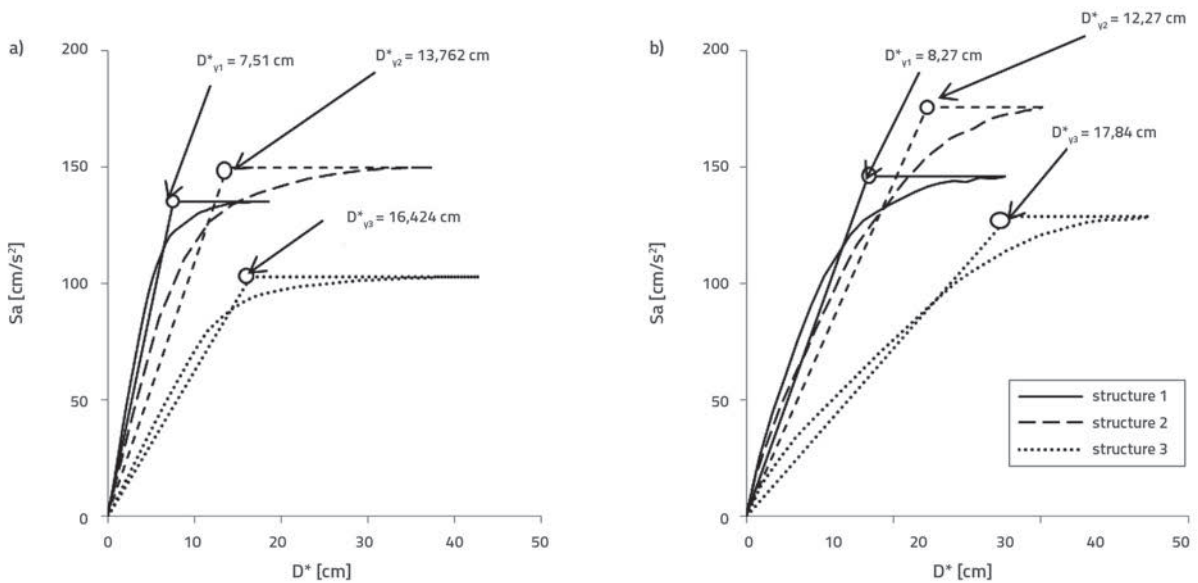 a)
D*y1 = 7,51 cm
D*y2 = 13,762 cm
D*y3 = 16,424 cm
200
150
100
50
0
Sa [cm/s²]
0 10 20 30 40 50
D* [cm]
b)
D*y2 = 12,27 cm
D*y1 = 8,27 cm
D*y3 = 17,84 cm
200
150
100
50
0
Sa [cm/s²]
structure 1
structure 2
structure 3
0 10 20 30 40 50
D* [cm]